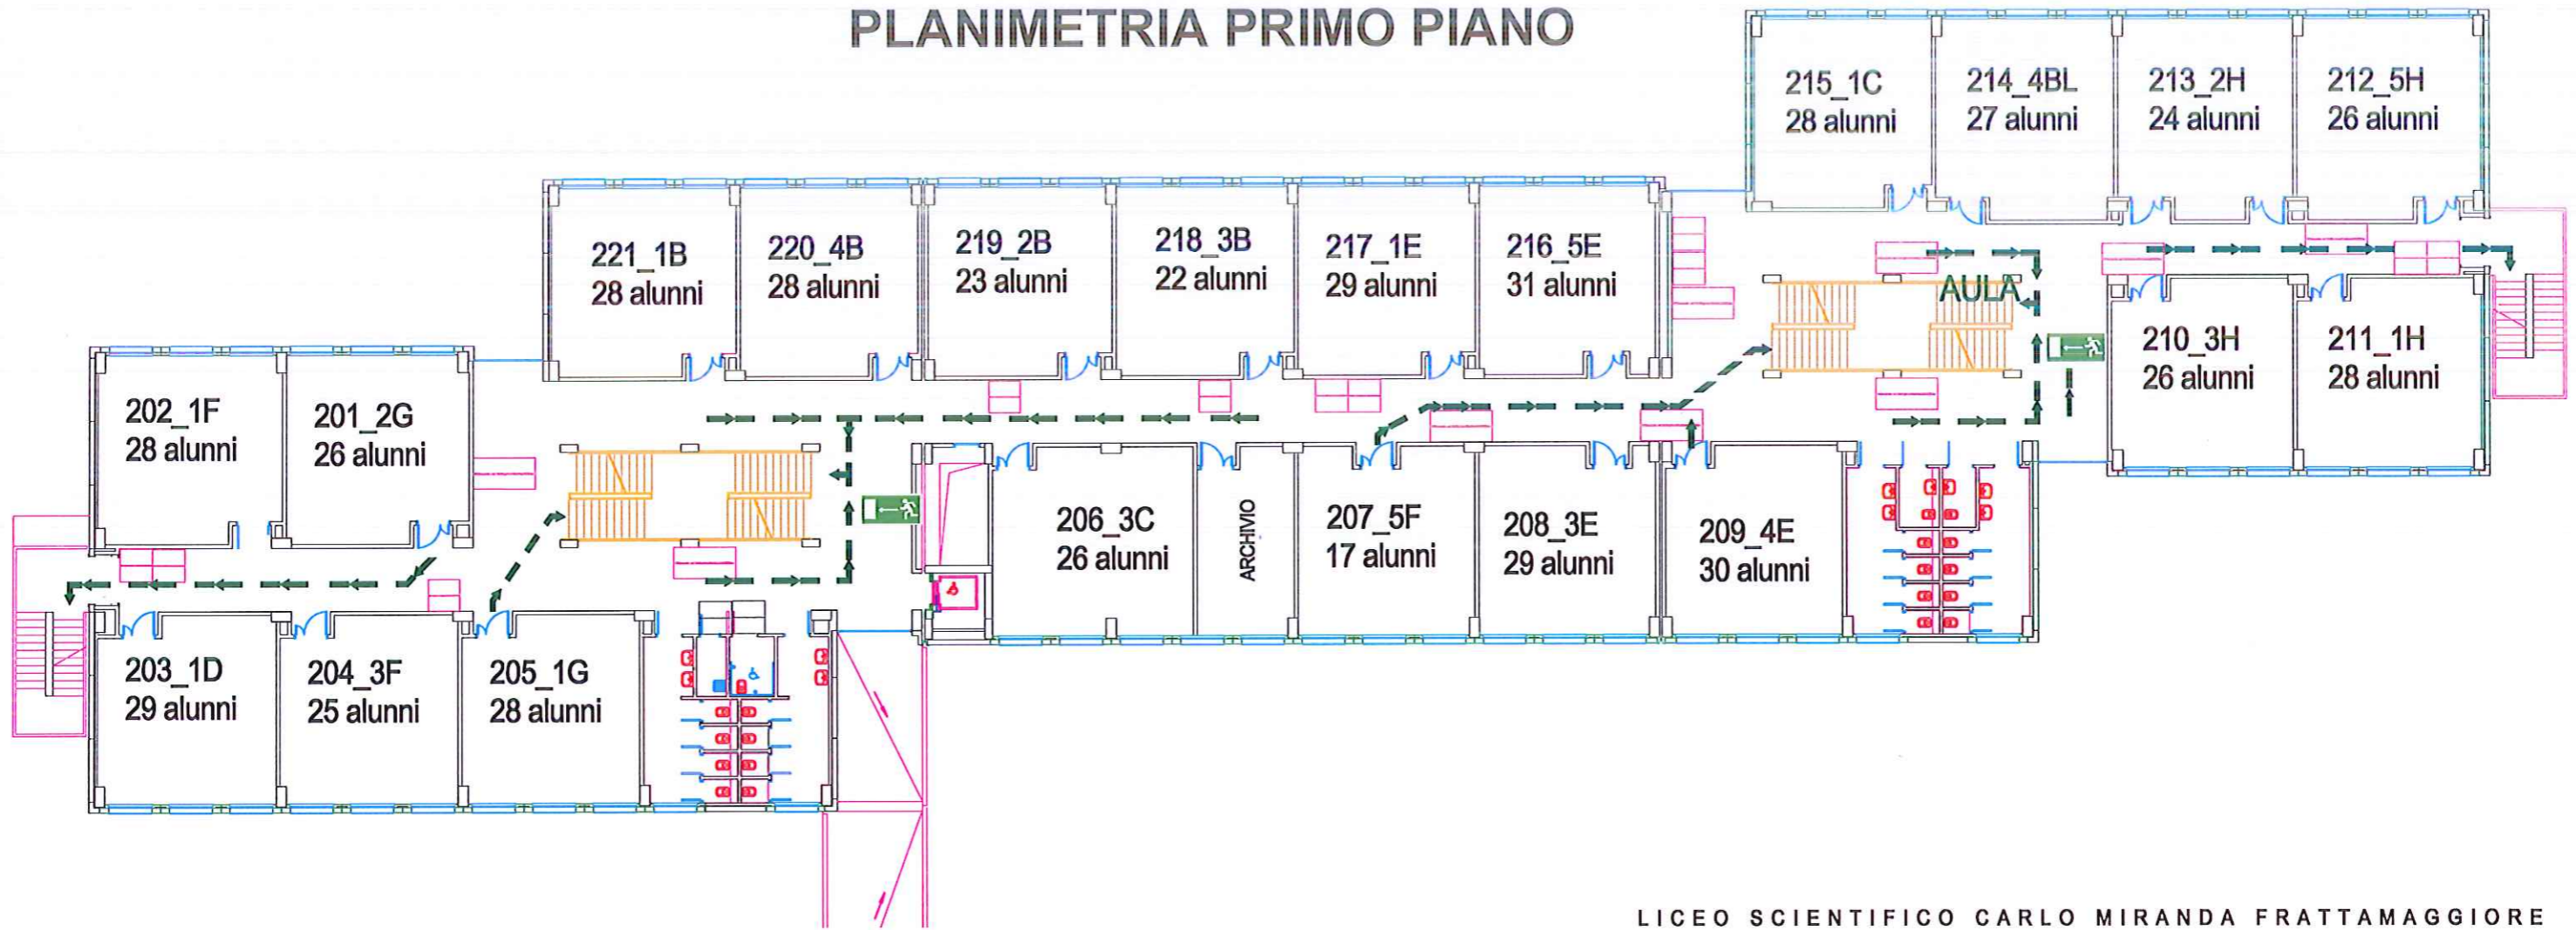 PLANIMETRIA PRIMO PIANO
215_1C
28 alunni
214_4BL
27 alunni
213_2H
24 alunni
212_5H
26 alunni
221_1B
28 alunni
220_4B
28 alunni
219_2B
23 alunni
218_3B
22 alunni
217_1E
29 alunni
216_5E
31 alunni
AULA
210_3H
26 alunni
211_1H
28 alunni
202_1F
28 alunni
201_2G
26 alunni
206_3C
26 alunni
ARCHIVIO
207_5F
17 alunni
208_3E
29 alunni
209_4E
30 alunni
203_1D
29 alunni
204_3F
25 alunni
205_1G
28 alunni
LICEO SCIENTIFICO CARLO MIRANDA FRATTAMAGGIORE